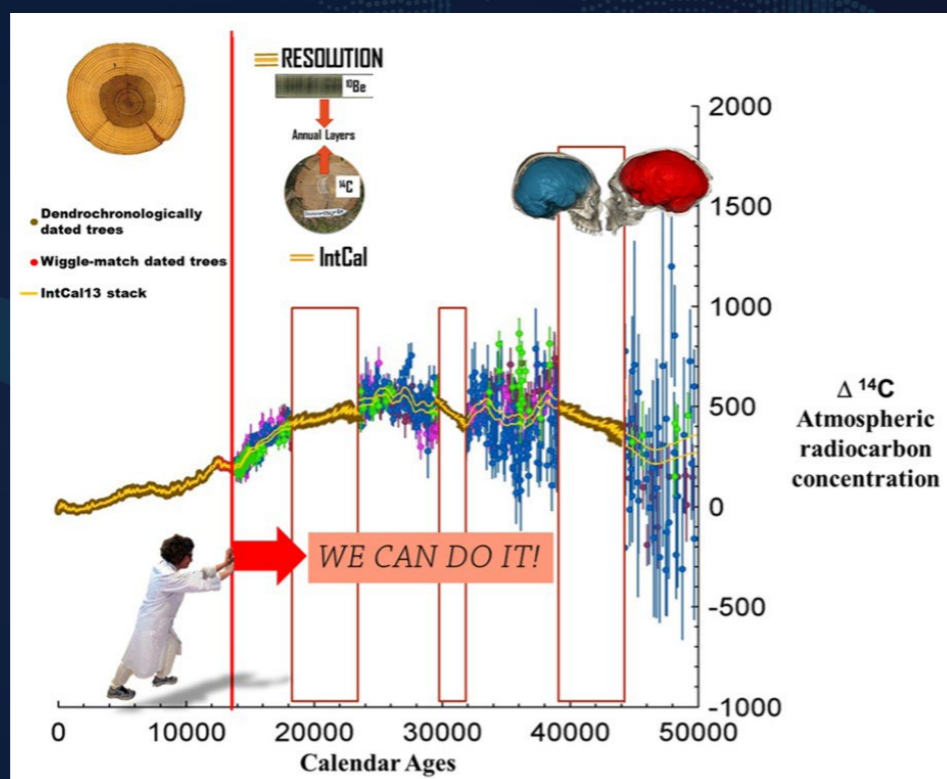 RESOLUTION
¹⁰Be
Annual Layers
¹⁴C
IntCal
Dendrochronologically
dated trees
Wiggle-match dated trees
IntCal13 stack
WE CAN DO IT!
2000
1500
1000
500
0
-500
-1000
Δ ¹⁴C
Atmospheric
radiocarbon
concentration
0 10000 20000 30000 40000 50000
Calendar Ages